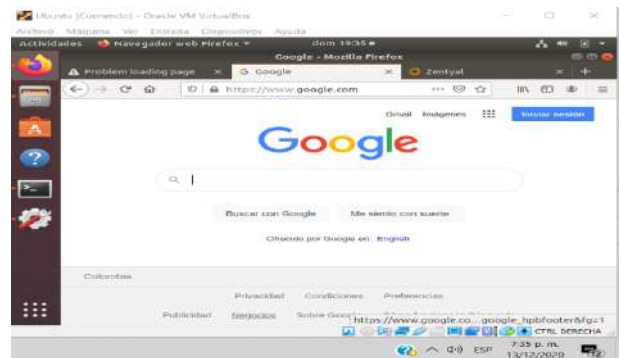 Ubuntu [Corriendo] - Oracle VM VirtualBox
Archivo Máquina Ver Entrada Dispositivos Ayuda
Actividades Navegador web Firefox dom 19:35
Google - Mozilla Firefox
Problem loading page × Google × Zentyal × +
https://www.google.com
Gmail Imágenes Iniciar sesión
Google
Buscar con Google Me siento con suerte
Ofrecido por Google en: English
Colombia
Privacidad Condiciones Preferencias
Publicidad Negocios Sobre Google
https://www.google.co...google_hpbfooter&fg=1
CTRL DERECHA
ESP 7:35 p. m.
13/12/2020